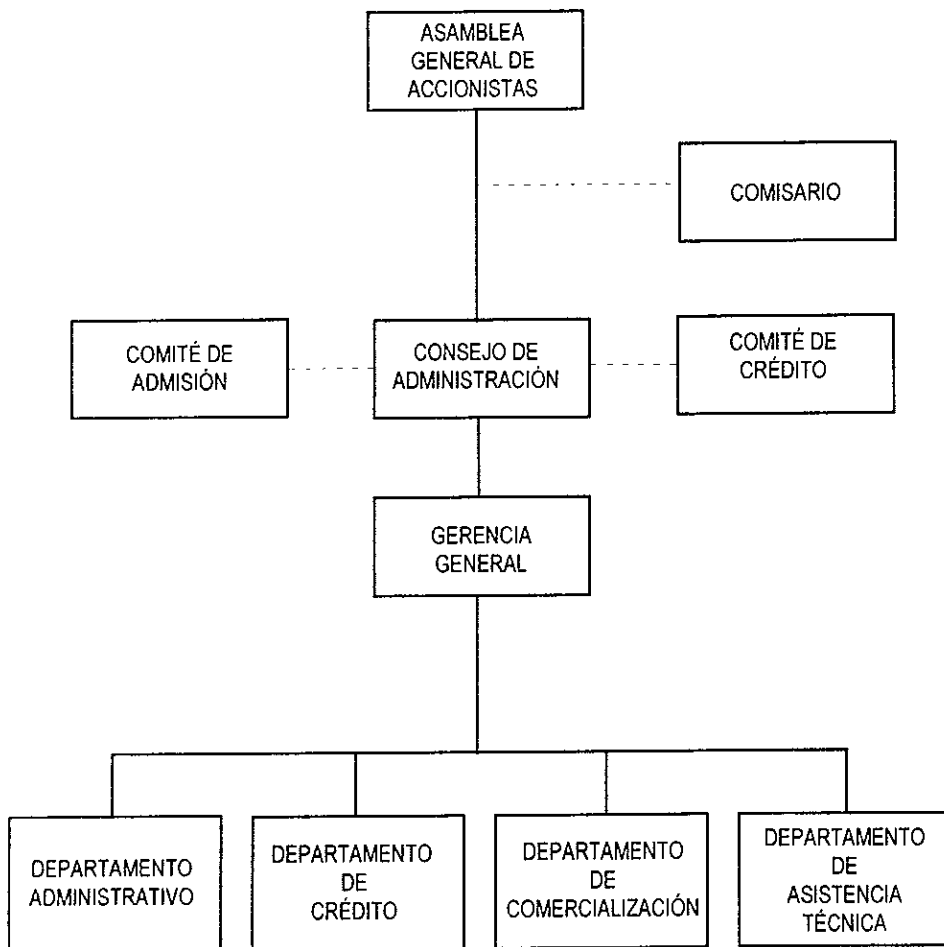 ASAMBLEA
GENERAL DE
ACCIONISTAS
COMISARIO
COMITÉ DE
ADMISIÓN
CONSEJO DE
ADMINISTRACIÓN
COMITÉ DE
CRÉDITO
GERENCIA
GENERAL
DEPARTAMENTO
ADMINISTRATIVO
DEPARTAMENTO
DE
CRÉDITO
DEPARTAMENTO
DE
COMERCIALIZACIÓN
DEPARTAMENTO
DE
ASISTENCIA
TÉCNICA